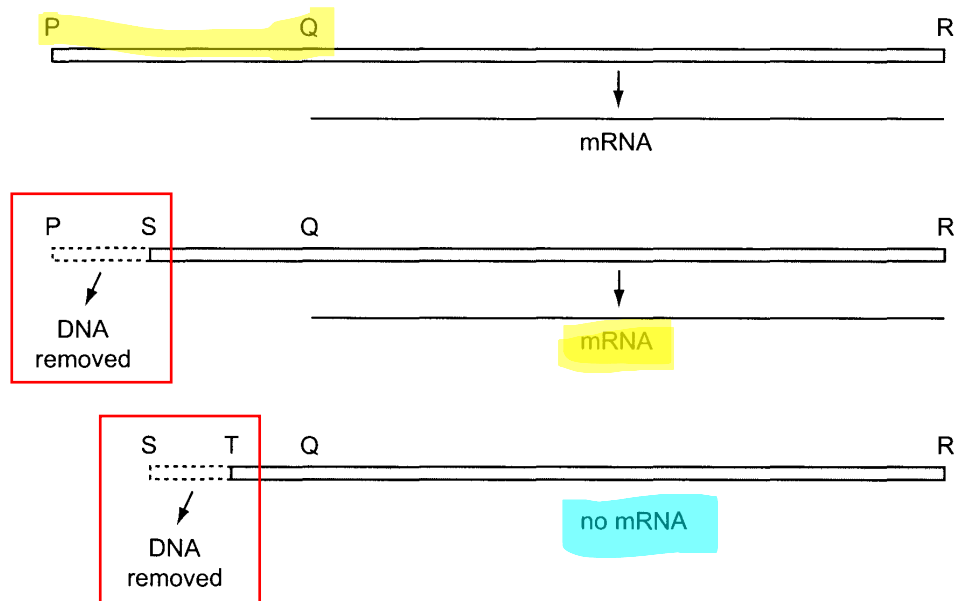 P Q R
mRNA
P S Q R
DNA
removed
mRNA
S T Q R
no mRNA
DNA
removed